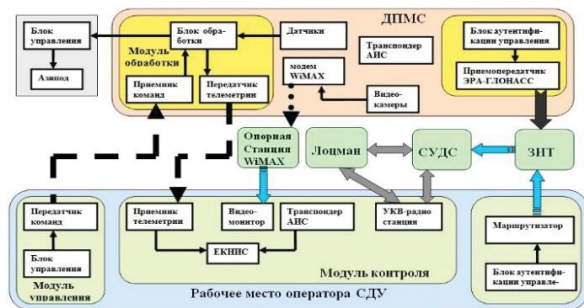 ДПМС
Блок
управления
Азипод
Блок обра-
ботки
Модуль
обработки
Приемник
команд
Передатчик
телеметрии
Датчики
Транспондер
АИС
модем
WiMAX
Видео-
камеры
Блок аутентифи-
кации управления
Приемопередатчик
ЭРА-ГЛОНАСС
Опорная
Станция
WiMAX
Лоцман
СУДС
ЗИТ
Передатчик
команд
Блок управления
Модуль
управления
Приемник
телеметрии
Видео-
монитор
Транспондер
АИС
УКВ-радио
станция
ЕКНИС
Модуль контроля
Маршрутизатор
Блок аутентифи-
кации управле-
Рабочее место оператора СДУ